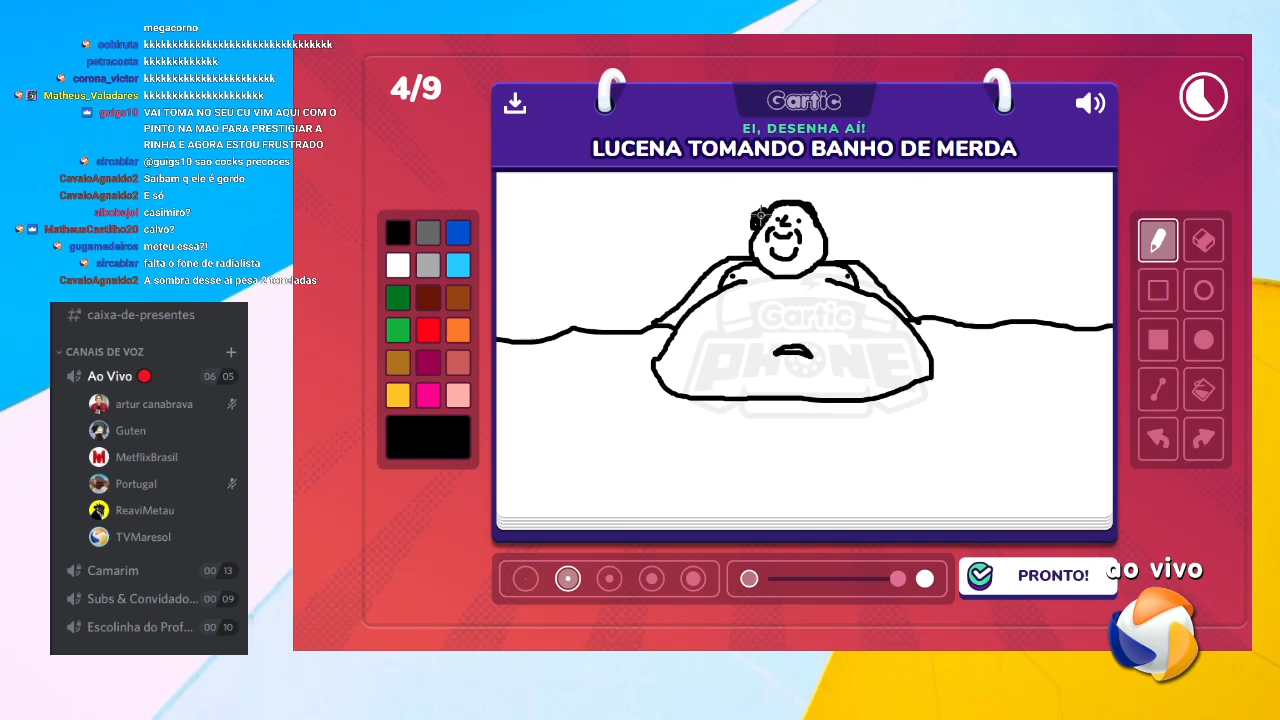 megacorno
oobiruta kkkkkkkkkkkkkkkkkkkkkkkkkkkkkkkkk
petracosta kkkkkkkkkkkkk
corona_victor kkkkkkkkkkkkkkkkkkkkkkk
Matheus_Valadares kkkkkkkkkkkkkkkkkkkkk
guigs10 VAI TOMA NO SEU CU VIM AQUI COM O
PINTO NA MAO PARA PRESTIGIAR A
RINHA E AGORA ESTOU FRUSTRADO
sircablar @guigs10 sao cocks precoces
CavaloAgnaldo2 Saibam q ele é gordo
CavaloAgnaldo2 E só
albobajol casimiro?
MatheusCastilho20 calvo?
gugamedeiros meteu essa?!
sircablar falta o fone de radialista
CavaloAgnaldo2 A sombra desse ai pesa 2 toneladas
caixa-de-presentes
CANAIS DE VOZ
Ao Vivo 06 05
artur canabrava
Guten
MetflixBrasil
Portugal
ReaviMetau
TVMaresol
Camarim 00 13
Subs & Convidado... 00 09
Escolinha do Prof... 00 10
4/9
Gartic
EI, DESENHA AÍ!
LUCENA TOMANDO BANHO DE MERDA
Gartic
PHONE
PRONTO!
ao vivo